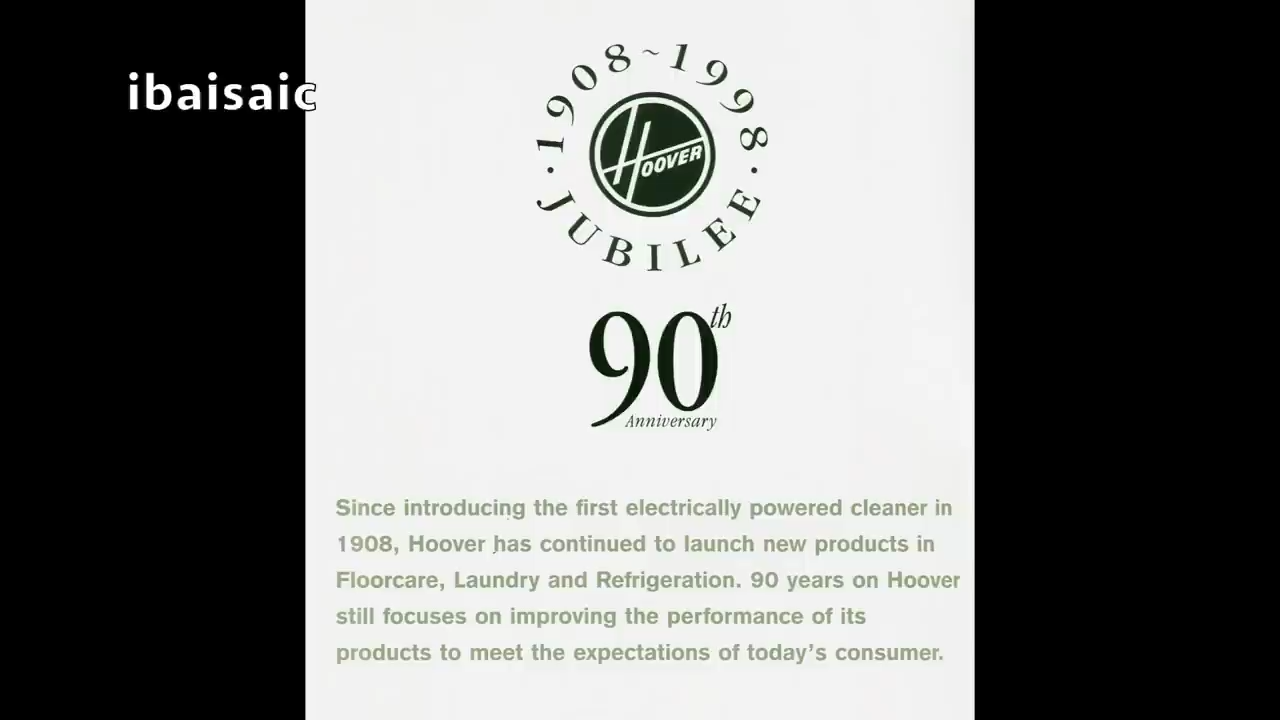 ibaisaic
1908~1998
HOOVER
· JUBILEE ·
90th
Anniversary
Since introducing the first electrically powered cleaner in
1908, Hoover has continued to launch new products in
Floorcare, Laundry and Refrigeration. 90 years on Hoover
still focuses on improving the performance of its
products to meet the expectations of today's consumer.